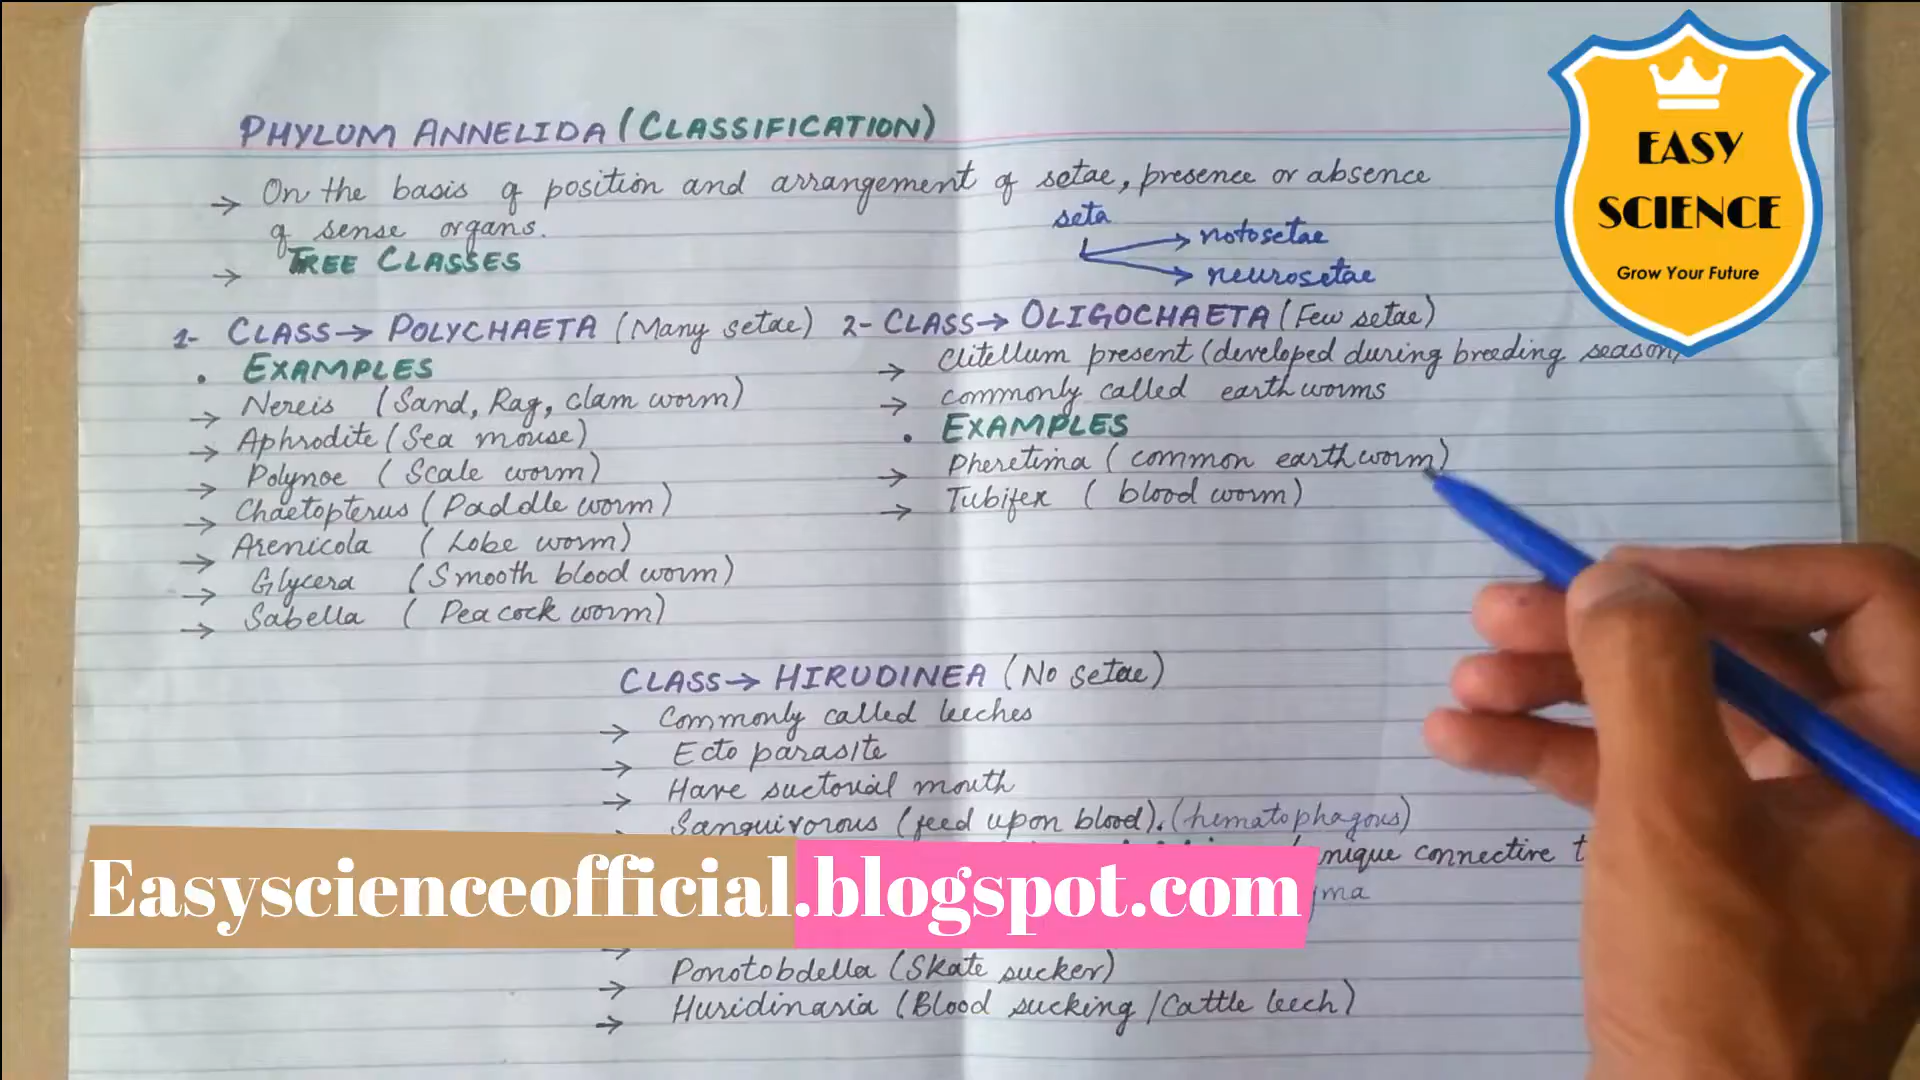 PHYLUM ANNELIDA (CLASSIFICATION)
→ On the basis of position and arrangement of setae, presence or absence
of sense organs.
seta
→ notosetae
→ neurosetae
→ TREE CLASSES
1- CLASS → POLYCHAETA (Many setae)
. EXAMPLES
→ Nereis (Sand, Rag, Clam worm)
→ Aphrodite (Sea mouse)
→ Polynoe (Scale worm)
→ Chaetopterus (Paddle worm)
→ Arenicola (Lobe worm)
→ Glycera (Smooth blood worm)
→ Sabella (Peacock worm)
2- CLASS → OLIGOCHAETA (Few setae)
→ Clitellum present (developed during breeding season)
→ commonly called earthworms
. EXAMPLES
→ Pheretima (common earthworm)
→ Tubifex (blood worm)
CLASS → HIRUDINEA (No Setae)
→ Commonly called leeches
→ Ecto parasite
→ Have suctorial mouth
Sanguivorous (feed upon blood). (hematophagous)
connective
→ Ponotobdella (Skate sucker)
→ Huridinaria (Blood sucking / Cattle leech)
EASY
SCIENCE
Grow Your Future
Easyscienceofficial.blogspot.com